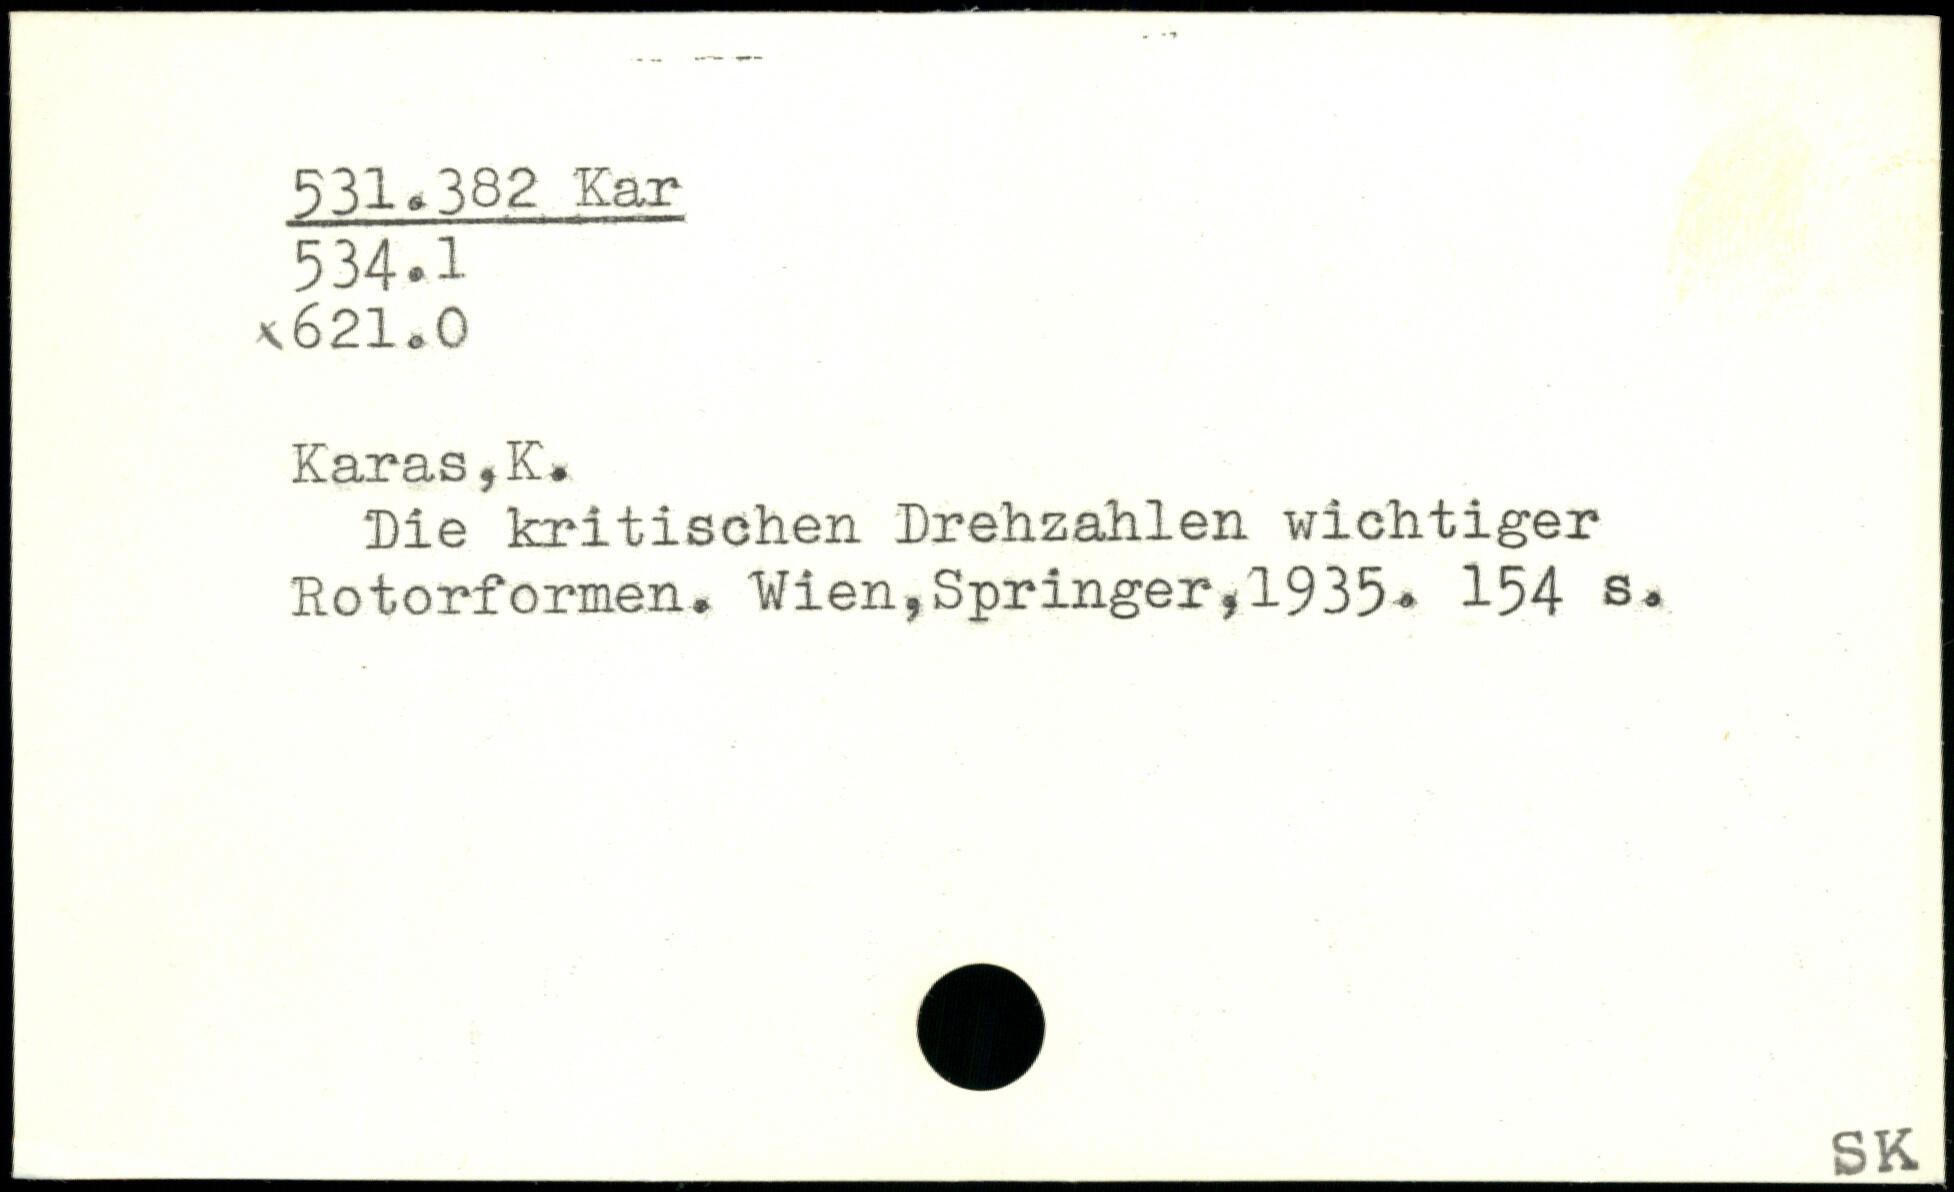 531.382 Kar
534.1
x621.0
Karas,K.
Die kritischen Drehzahlen wichtiger
Rotorformen. Wien,Springer,1935. 154 s.
SK